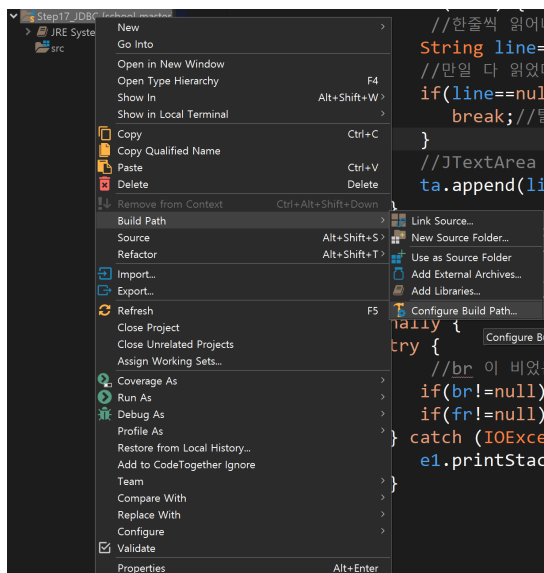 Step17_JDBC [school master
JRE Syste
src
New
Go Into
Open in New Window
Open Type Hierarchy F4
Show In Alt+Shift+W
Show in Local Terminal
Copy Ctrl+C
Copy Qualified Name
Paste Ctrl+V
Delete Delete
Remove from Context Ctrl+Alt+Shift+Down
Build Path
Source Alt+Shift+S
Refactor Alt+Shift+T
Import...
Export...
Refresh F5
Close Project
Close Unrelated Projects
Assign Working Sets...
Coverage As
Run As
Debug As
Profile As
Restore from Local History...
Add to CodeTogether Ignore
Team
Compare With
Replace With
Configure
Validate
Properties Alt+Enter
Link Source...
New Source Folder...
Use as Source Folder
Add External Archives...
Add Libraries...
Configure Build Path...
Configure B
//한줄씩 읽어
String line=
//만일 다 읽었
if(line==nul
break;//
}
//JTextArea
ta.append(li
}
nally {
try {
//br 이 비었
if(br!=null)
if(fr!=null)
} catch (IOExce
e1.printStac
}